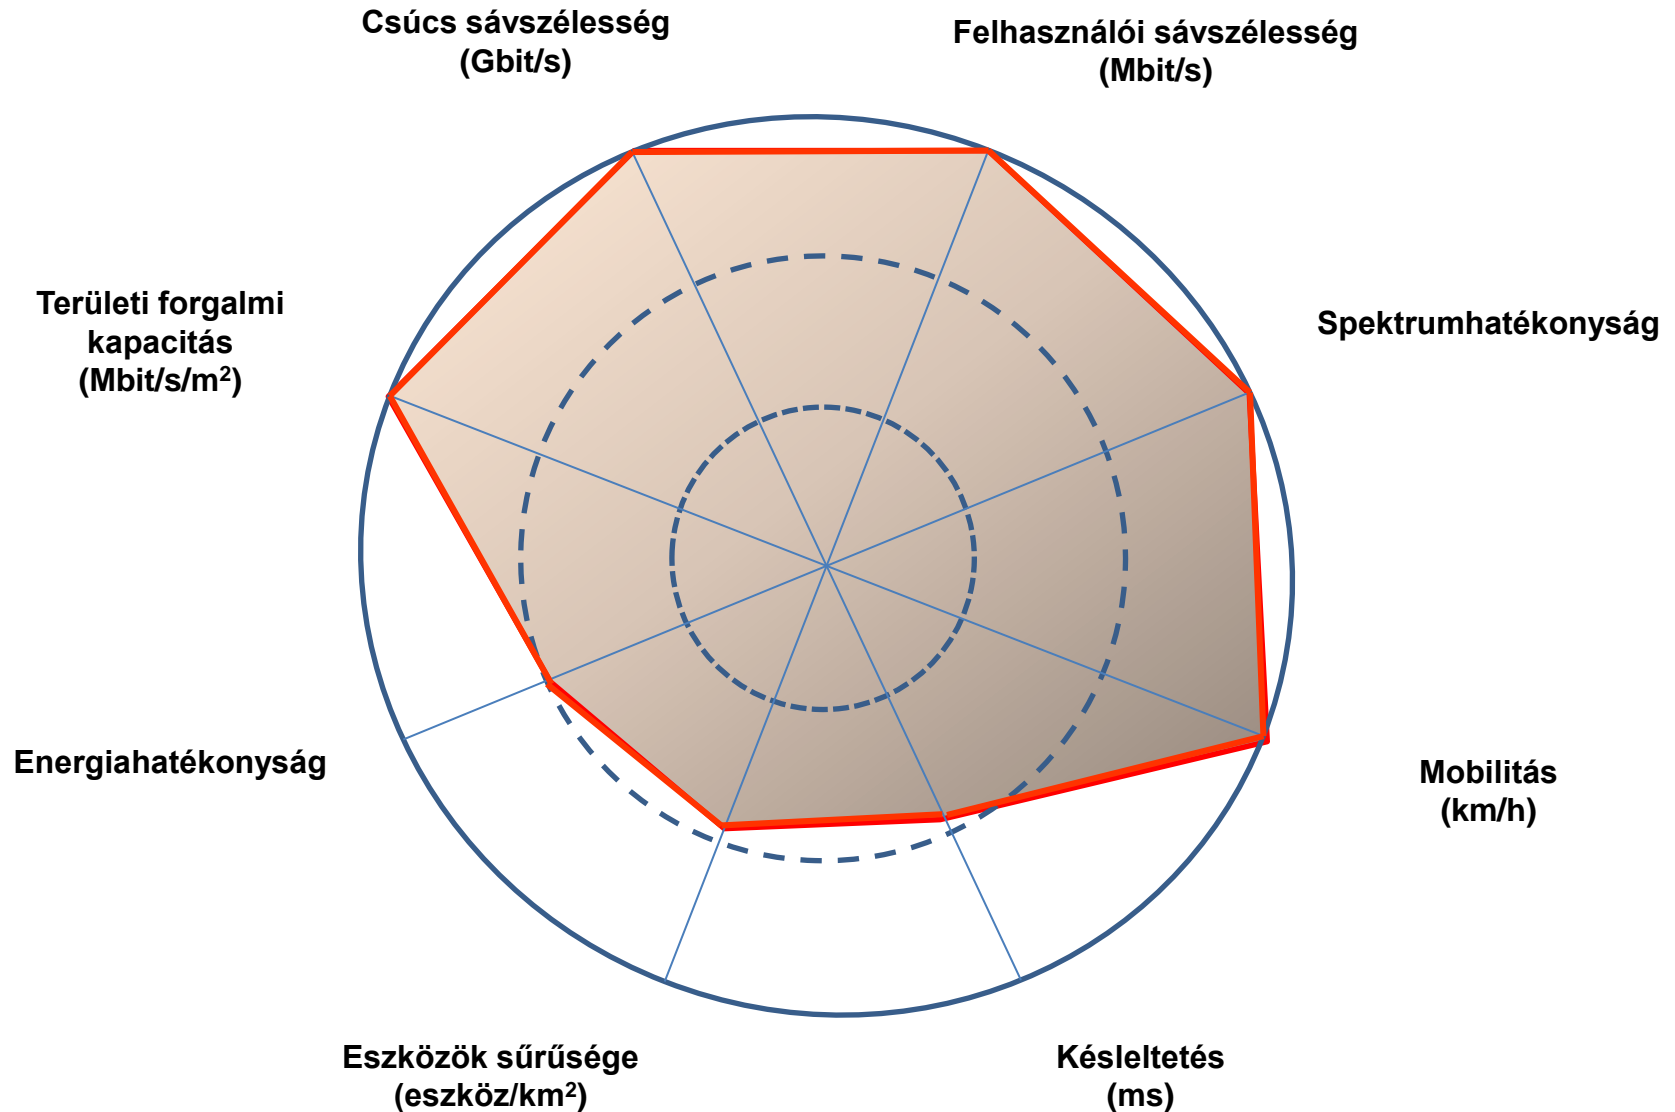 Csúcs sávszélesség
(Gbit/s)
Felhasználói sávszélesség
(Mbit/s)
Területi forgalmi
kapacitás
(Mbit/s/m²)
Spektrumhatékonyság
Energiahatékonyság
Mobilitás
(km/h)
Eszközök sűrűsége
(eszköz/km²)
Késleltetés
(ms)